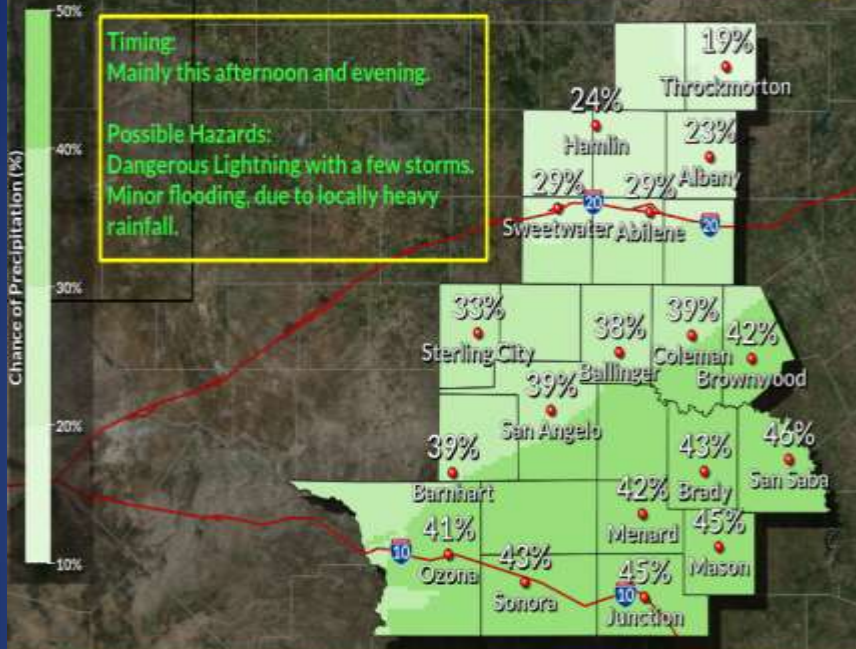 50%
40%
30%
20%
10%
Chance of Precipitation (%)
Timing:
Mainly this afternoon and evening.
Possible Hazards:
Dangerous Lightning with a few storms.
Minor flooding, due to locally heavy
rainfall.
19%
Throckmorton
24%
Hamlin
23%
Albany
29%
Sweetwater
20
29%
Abilene
20
33%
Sterling City
38%
Ballinger
39%
Coleman
42%
Brownwood
39%
San Angelo
39%
Barnhart
43%
Brady
46%
San Saba
42%
Menard
45%
Mason
10
41%
Ozona
43%
Sonora
10
45%
Junction